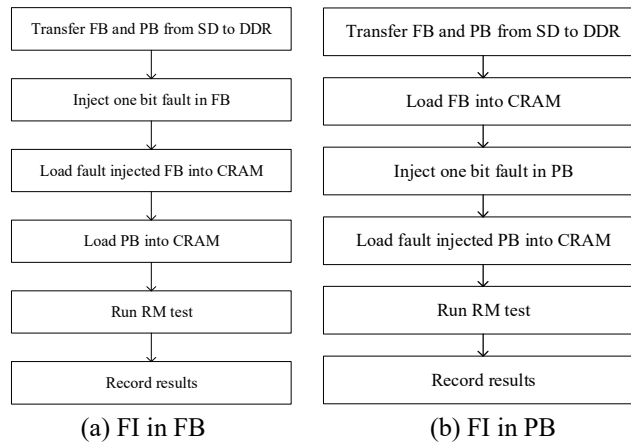 Transfer FB and PB from SD to DDR
Inject one bit fault in FB
Load fault injected FB into CRAM
Load PB into CRAM
Run RM test
Record results
(a) FI in FB
Transfer FB and PB from SD to DDR
Load FB into CRAM
Inject one bit fault in PB
Load fault injected PB into CRAM
Run RM test
Record results
(b) FI in PB